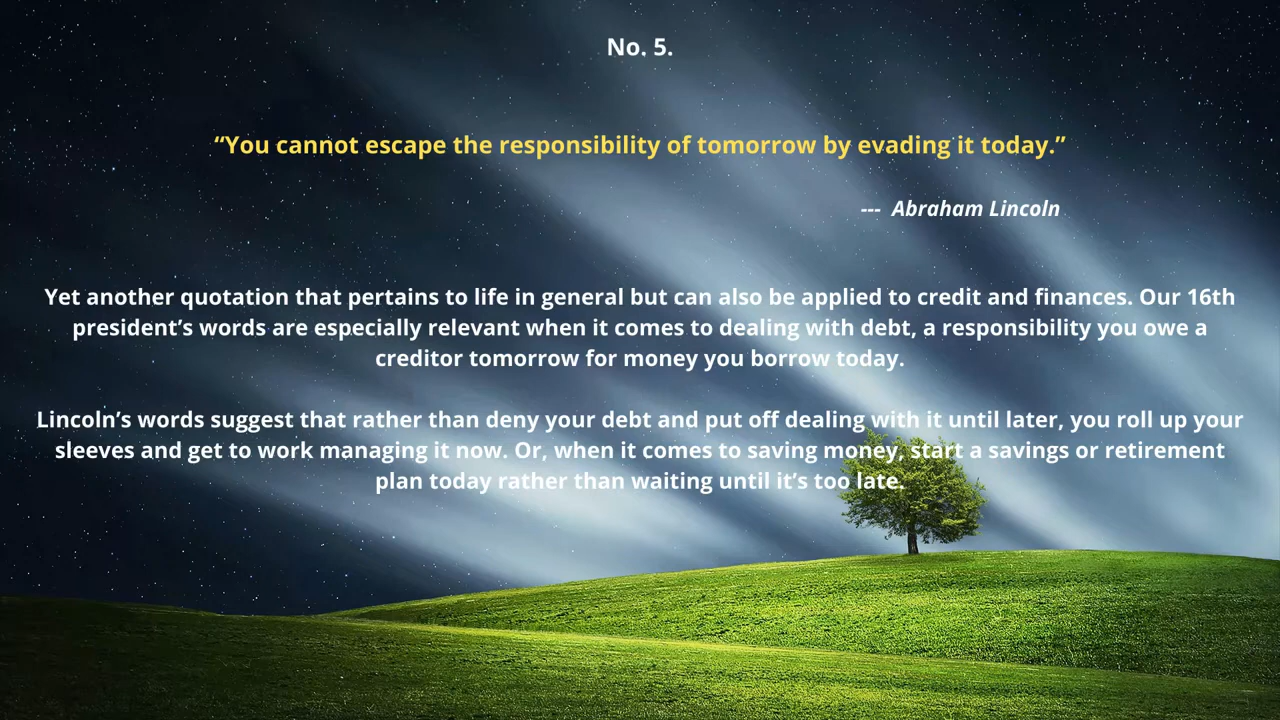 No. 5.
“You cannot escape the responsibility of tomorrow by evading it today.”
--- Abraham Lincoln
Yet another quotation that pertains to life in general but can also be applied to credit and finances. Our 16th
president’s words are especially relevant when it comes to dealing with debt, a responsibility you owe a
creditor tomorrow for money you borrow today.
Lincoln’s words suggest that rather than deny your debt and put off dealing with it until later, you roll up your
sleeves and get to work managing it now. Or, when it comes to saving money, start a savings or retirement
plan today rather than waiting until it’s too late.